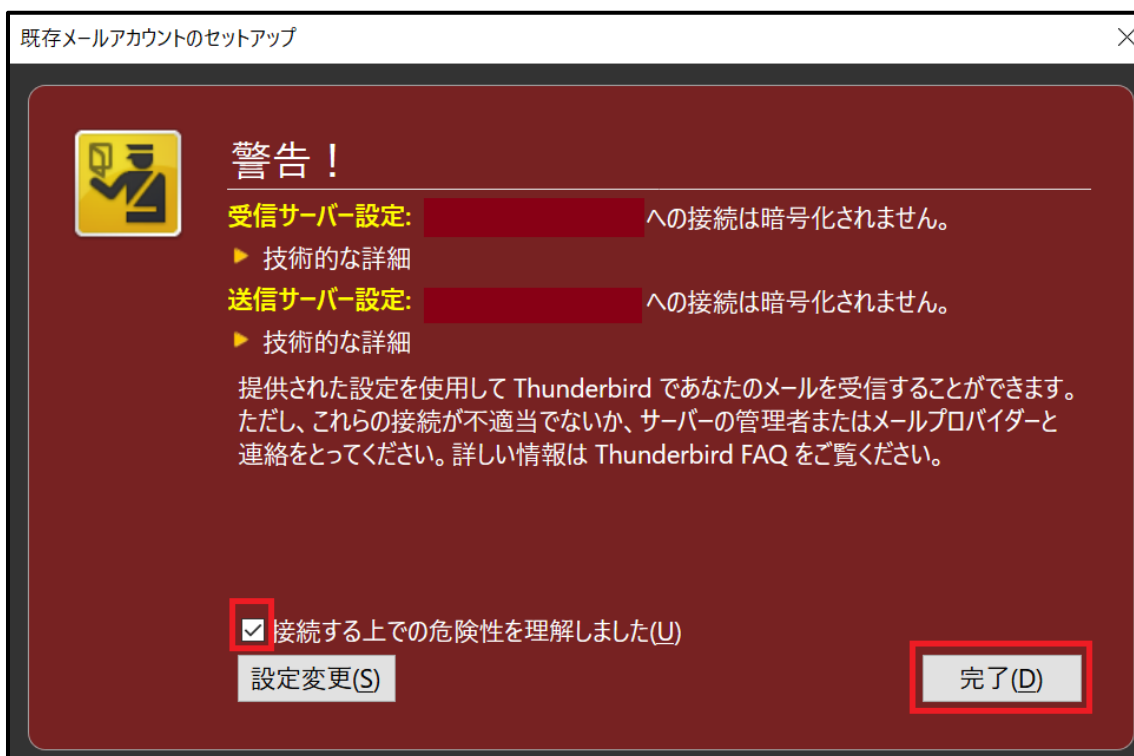 既存メールアカウントのセットアップ
警告！
受信サーバー設定: への接続は暗号化されません。
技術的な詳細
送信サーバー設定: への接続は暗号化されません。
技術的な詳細
提供された設定を使用して Thunderbird であなたのメールを受信することができます。
ただし、これらの接続が不適当でないか、サーバーの管理者またはメールプロバイダーと
連絡をとってください。詳しい情報は Thunderbird FAQ をご覧ください。
接続する上での危険性を理解しました(U)
設定変更(S) 完了(D)